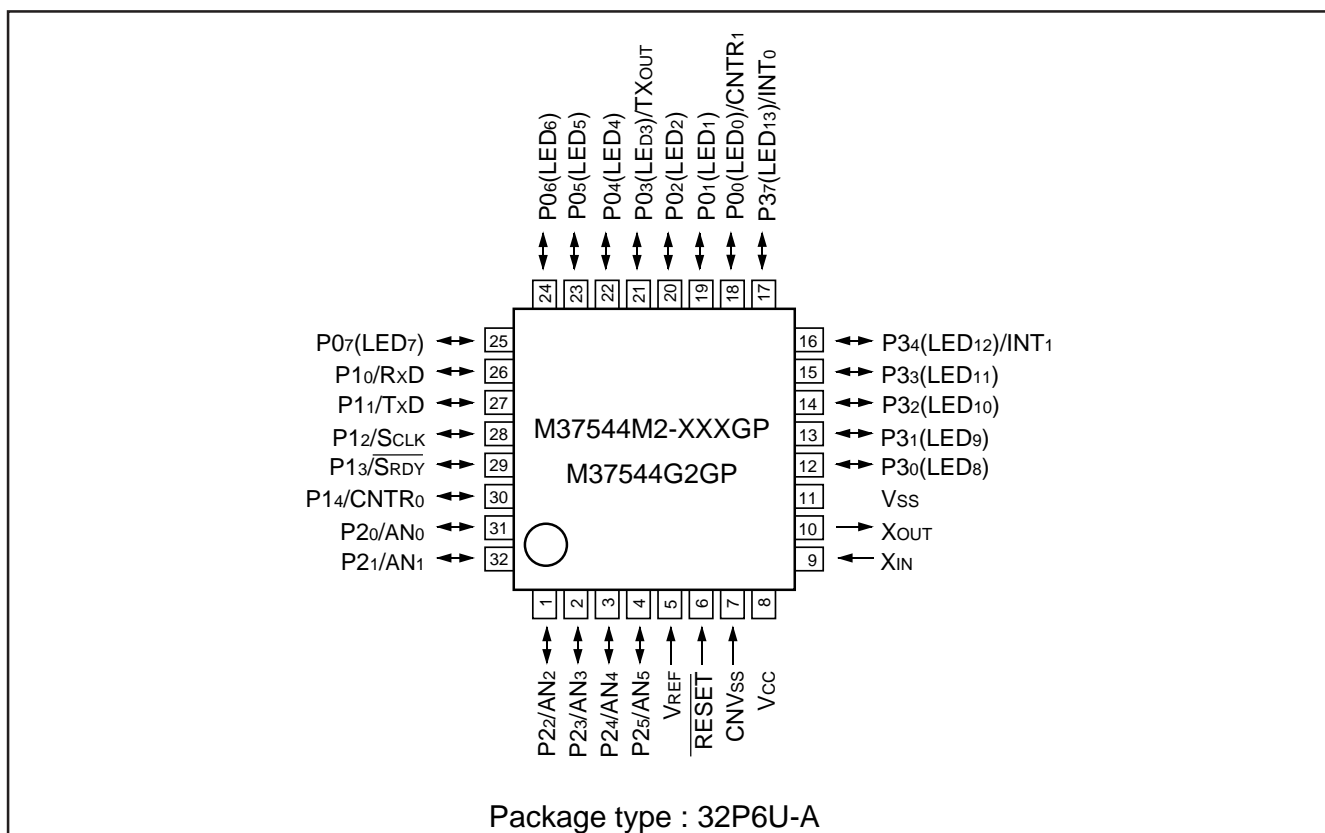 P06(LED6)
P05(LED5)
P04(LED4)
P03(LED3)/TXOUT
P02(LED2)
P01(LED1)
P00(LED0)/CNTR1
P37(LED13)/INT0
24
23
22
21
20
19
18
17
P07(LED7) 25
P10/RXD 26
P11/TXD 27
P12/SCLK 28
P13/S̅R̅D̅Y̅ 29
P14/CNTR0 30
P20/AN0 31
P21/AN1 32
M37544M2-XXXGP
M37544G2GP
16 P34(LED12)/INT1
15 P33(LED11)
14 P32(LED10)
13 P31(LED9)
12 P30(LED8)
11 VSS
10 XOUT
9 XIN
1
2
3
4
5
6
7
8
P22/AN2
P23/AN3
P24/AN4
P25/AN5
VREF
R̅E̅S̅E̅T̅
CNVSS
VCC
Package type : 32P6U-A